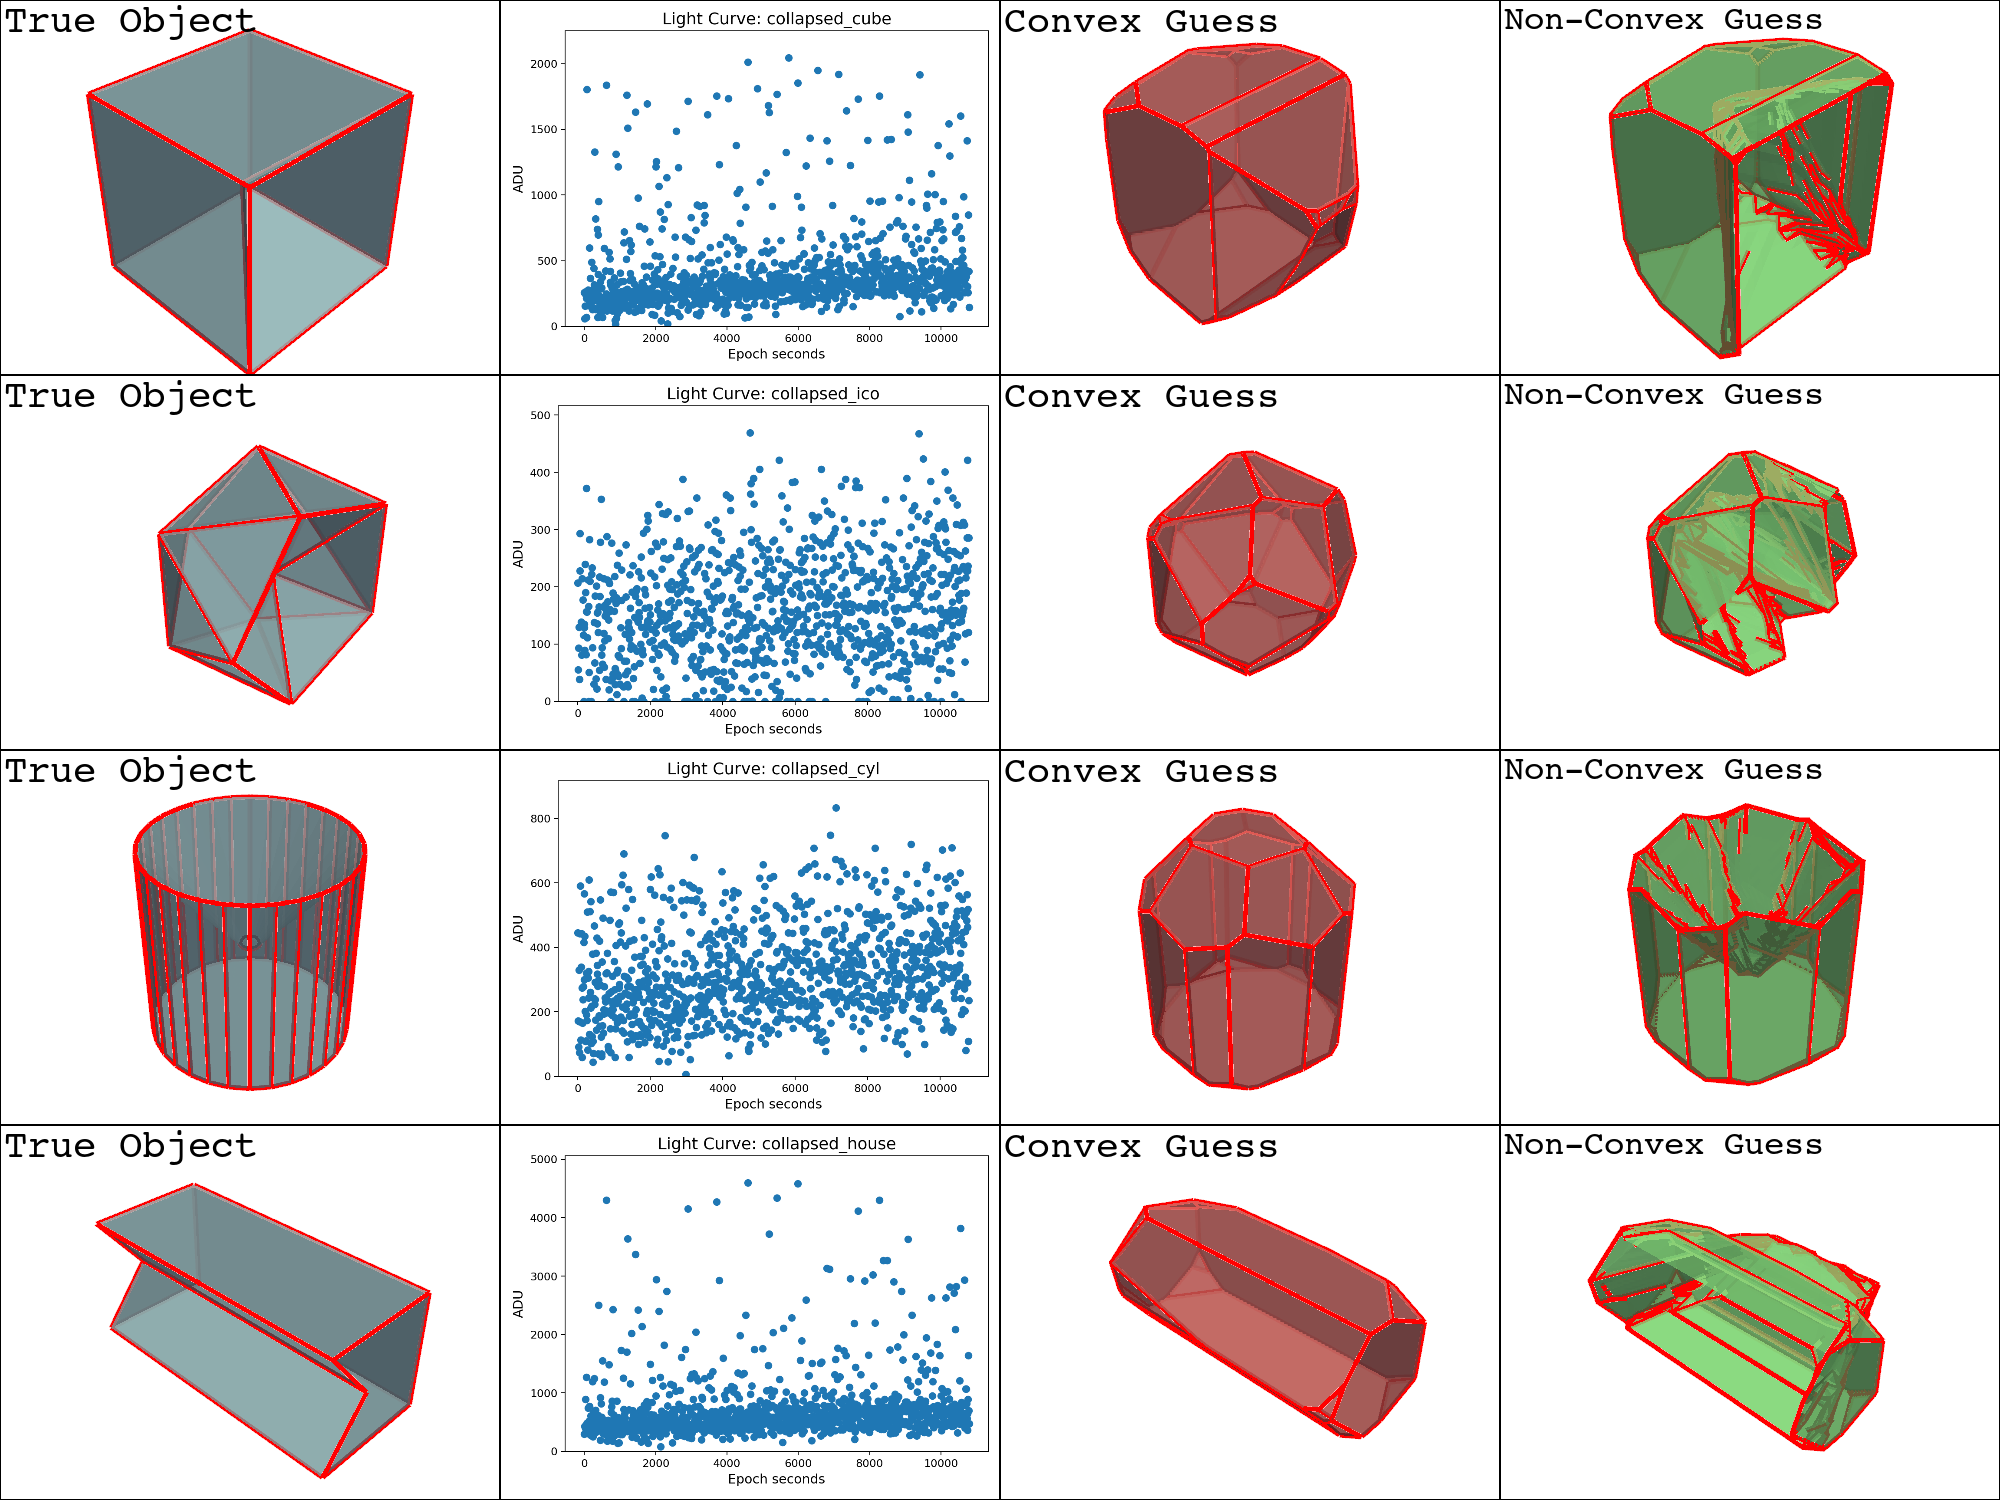 True Object
Light Curve: collapsed_cube
ADU
2000
1500
1000
500
0
0 2000 4000 6000 8000 10000
Epoch seconds
Convex Guess
Non-Convex Guess
True Object
Light Curve: collapsed_ico
ADU
500
400
300
200
100
0
0 2000 4000 6000 8000 10000
Epoch seconds
Convex Guess
Non-Convex Guess
True Object
Light Curve: collapsed_cyl
ADU
800
600
400
200
0
0 2000 4000 6000 8000 10000
Epoch seconds
Convex Guess
Non-Convex Guess
True Object
Light Curve: collapsed_house
ADU
5000
4000
3000
2000
1000
0
0 2000 4000 6000 8000 10000
Epoch seconds
Convex Guess
Non-Convex Guess